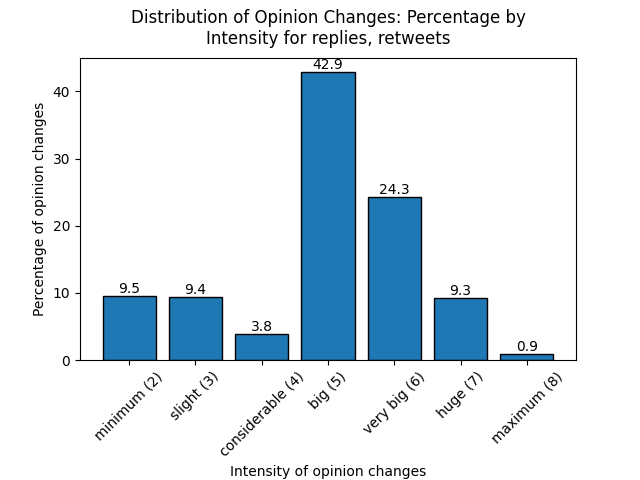 Distribution of Opinion Changes: Percentage by
Intensity for replies, retweets
Percentage of opinion changes
40
30
20
10
0
9.5
9.4
3.8
42.9
24.3
9.3
0.9
minimum (2)
slight (3)
considerable (4)
big (5)
very big (6)
huge (7)
maximum (8)
Intensity of opinion changes